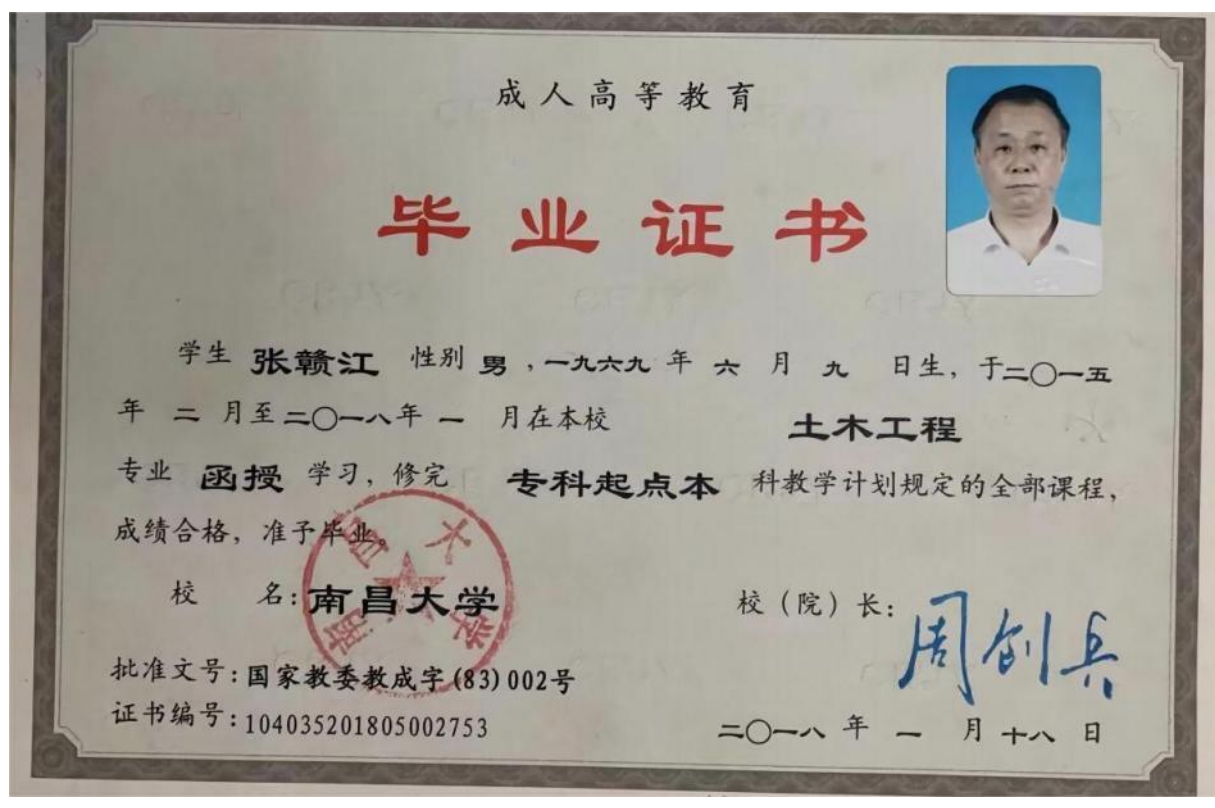 成人高等教育
毕业证书
学生 张赣江 性别 男 ，一九六九 年 六 月 九 日生，于二〇一五
年 二 月至二〇一八年 一 月在本校 土木工程
专业 函授 学习，修完 专科起点本 科教学计划规定的全部课程，
成绩合格，准予毕业。
校 名：南昌大学
南昌大学
校（院）长：周创兵
批准文号：国家教委教成字(83)002号
证书编号：104035201805002753
二〇一八 年 一 月 十八 日